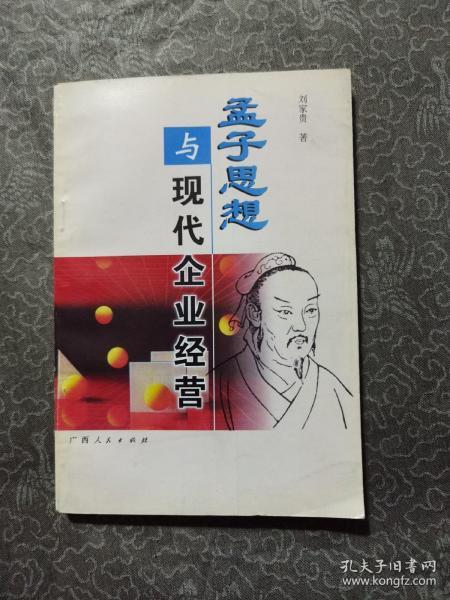 孟子思想
与
现代企业经营
刘家贵 著
广西人民出版社
孔夫子旧书网
www.kongfz.com